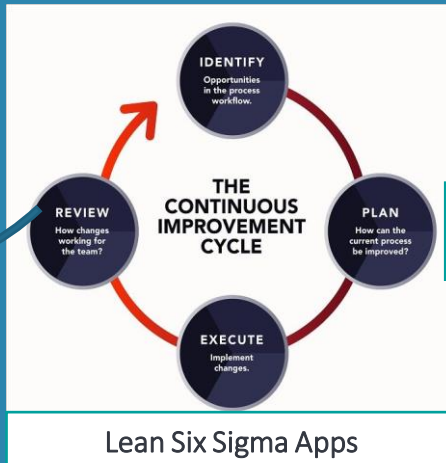 IDENTIFY
Opportunities
in the process
workflow.
THE
CONTINUOUS
IMPROVEMENT
CYCLE
REVIEW
How changes
working for
the team?
PLAN
How can the
current process
be improved?
EXECUTE
Implement
changes.
Lean Six Sigma Apps